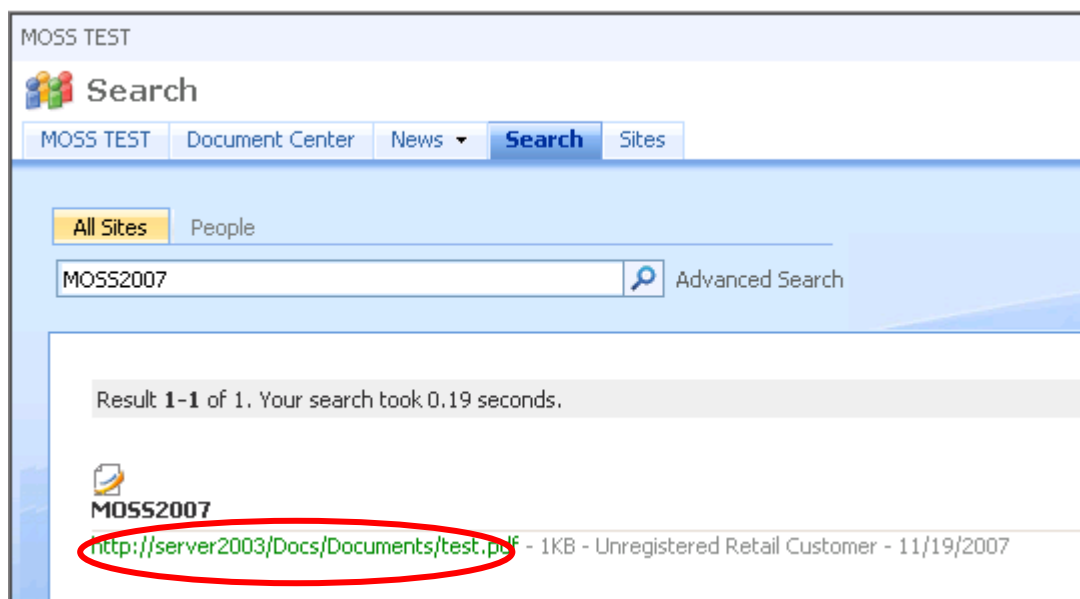 MOSS TEST
Search
MOSS TEST Document Center News Search Sites
All Sites People
MOSS2007 Advanced Search
Result 1-1 of 1. Your search took 0.19 seconds.
MOSS2007
http://server2003/Docs/Documents/test.pdf - 1KB - Unregistered Retail Customer - 11/19/2007